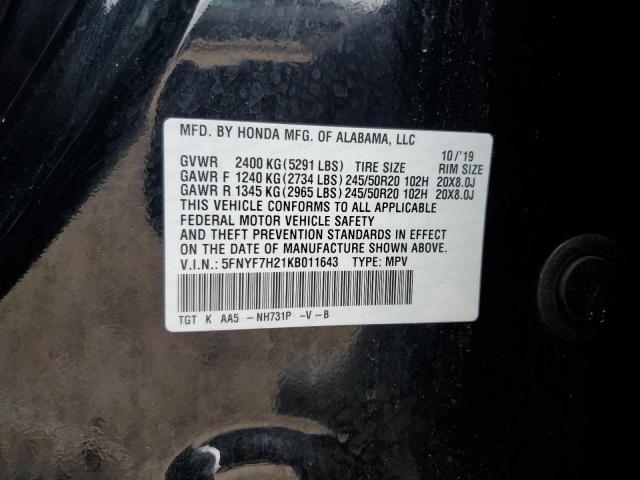 MFD. BY HONDA MFG. OF ALABAMA, LLC
10/'19
GVWR 2400 KG(5291 LBS) TIRE SIZE RIM SIZE
GAWR F 1240 KG(2734 LBS) 245/50R20 102H 20X8.0J
GAWR R 1345 KG(2965 LBS) 245/50R20 102H 20X8.0J
THIS VEHICLE CONFORMS TO ALL APPLICABLE
FEDERAL MOTOR VEHICLE SAFETY
AND THEFT PREVENTION STANDARDS IN EFFECT
ON THE DATE OF MANUFACTURE SHOWN ABOVE.
V.I.N.: 5FNYF7H21KB011643 TYPE: MPV
TGT K AA5 -NH731P -V-B